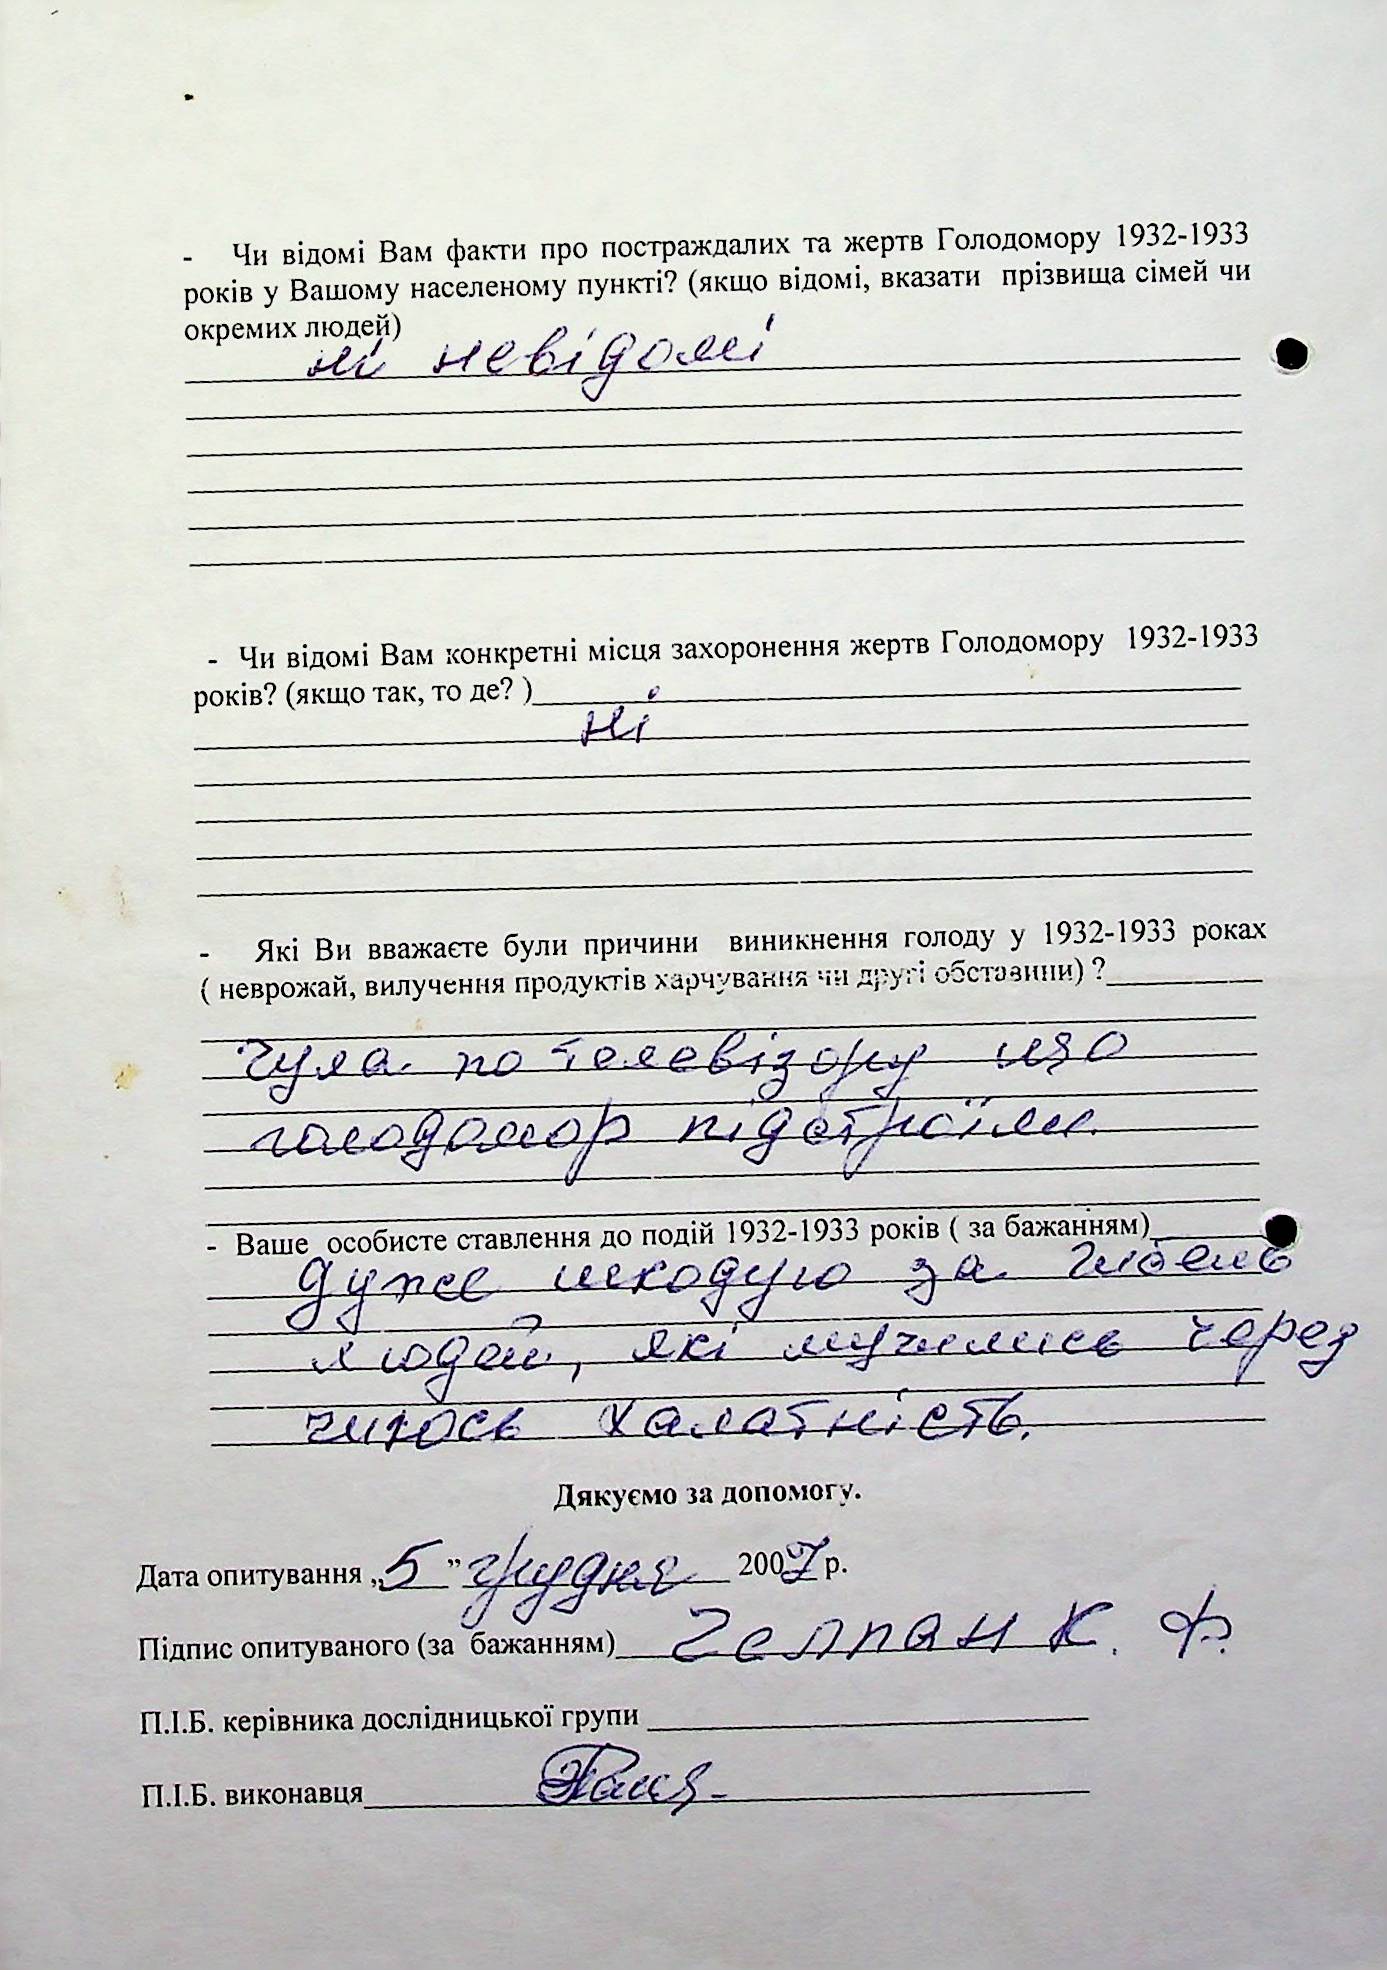 - Чи відомі Вам факти про постраждалих та жертв Голодомору 1932-1933
років у Вашому населеному пункті? (якщо відомі, вказати прізвища сімей чи
окремих людей)
ні невідомі
- Чи відомі Вам конкретні місця захоронення жертв Голодомору 1932-1933
років? (якщо так, то де? )
ні
- Які Ви вважаєте були причини виникнення голоду у 1932-1933 роках
( неврожай, вилучення продуктів харчування чи другі обставини) ?
Чула по телевізору що
голодомор підстроїли.
- Ваше особисте ставлення до подій 1932-1933 років ( за бажанням)
Дуже шкодую за гибель
людей, які мучились через
чиюсь халатність.
Дякуємо за допомогу.
Дата опитування „5” грудня 2007 р.
Підпис опитуваного (за бажанням) Челпан К. Ф.
П.І.Б. керівника дослідницької групи
П.І.Б. виконавця